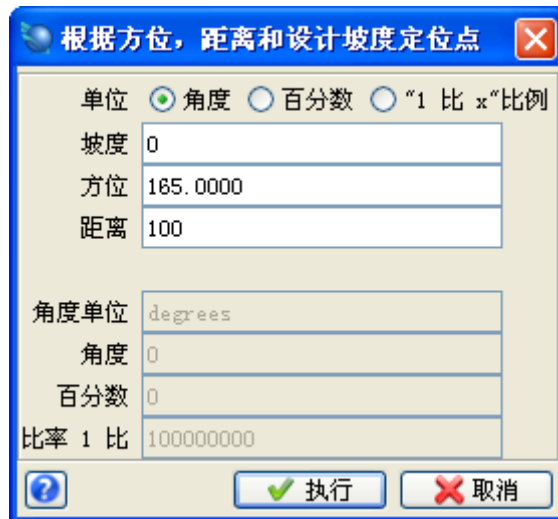 根据方位，距离和设计坡度定位点
单位 角度 百分数 "1 比 x"比例
坡度 0
方位 165.0000
距离 100
角度单位 degrees
角度 0
百分数 0
比率 1 比 100000000
? 执行 取消